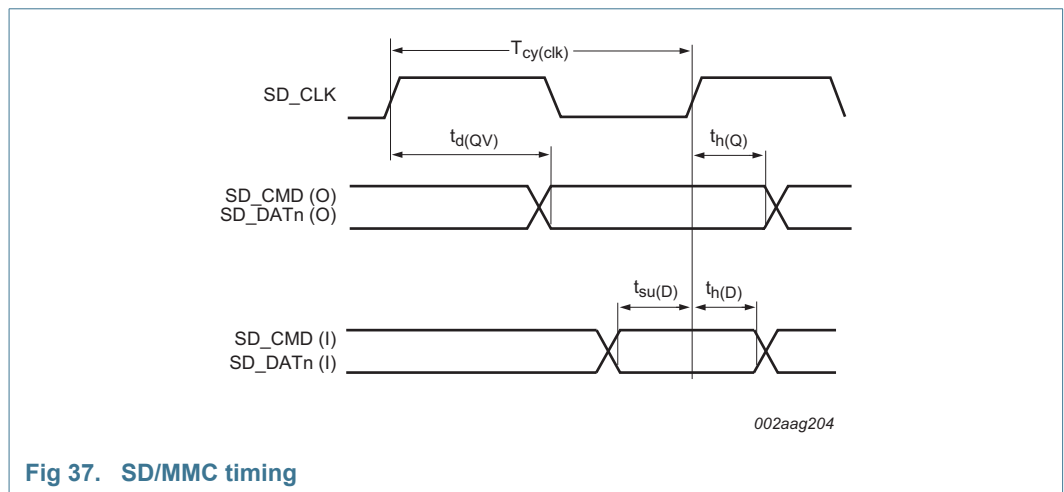 Tcy(clk)
SD_CLK
td(QV)
th(Q)
SD_CMD (O)
SD_DATn (O)
tsu(D)
th(D)
SD_CMD (I)
SD_DATn (I)
002aag204
Fig 37. SD/MMC timing